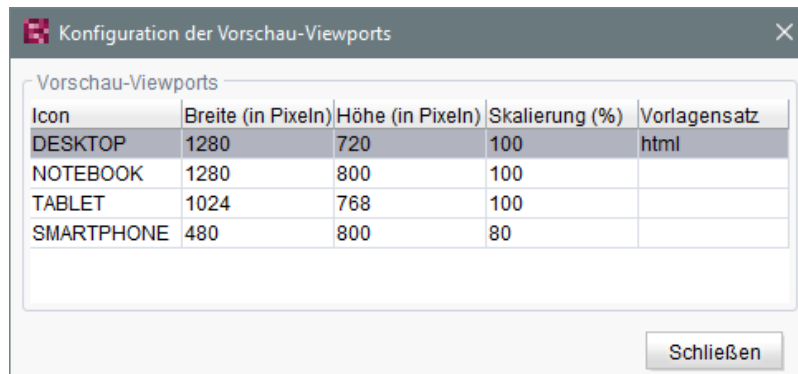 Konfiguration der Vorschau-Viewports
Vorschau-Viewports
Icon Breite (in Pixeln) Höhe (in Pixeln) Skalierung (%) Vorlagensatz
DESKTOP 1280 720 100 html
NOTEBOOK 1280 800 100
TABLET 1024 768 100
SMARTPHONE 480 800 80
Schließen